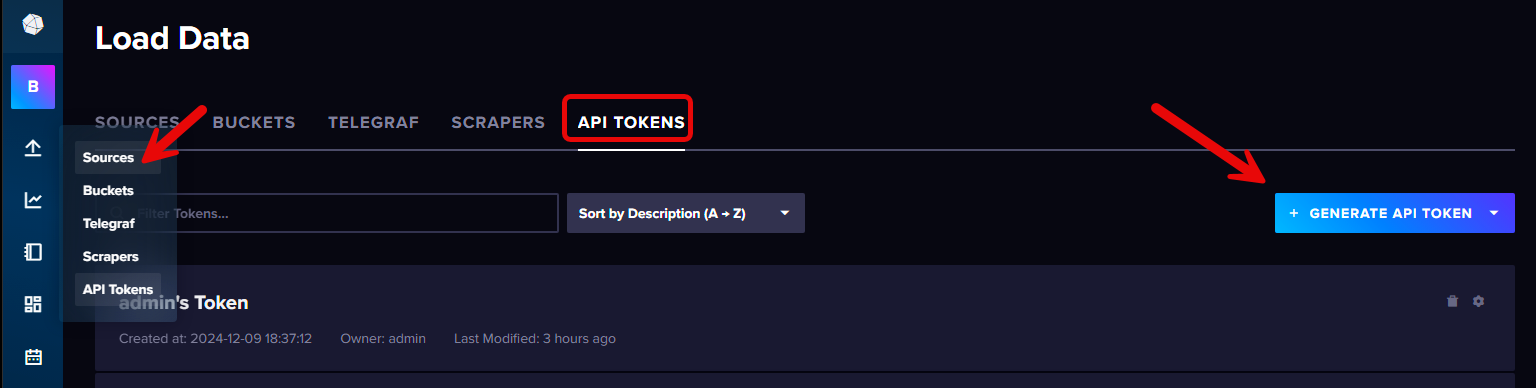 Load Data
B
SOURCES BUCKETS TELEGRAF SCRAPERS API TOKENS
Sources
Buckets
Telegraf
Scrapers
API Tokens
Filter Tokens...
Sort by Description (A → Z)
+ GENERATE API TOKEN
admin's Token
Created at: 2024-12-09 18:37:12 Owner: admin Last Modified: 3 hours ago